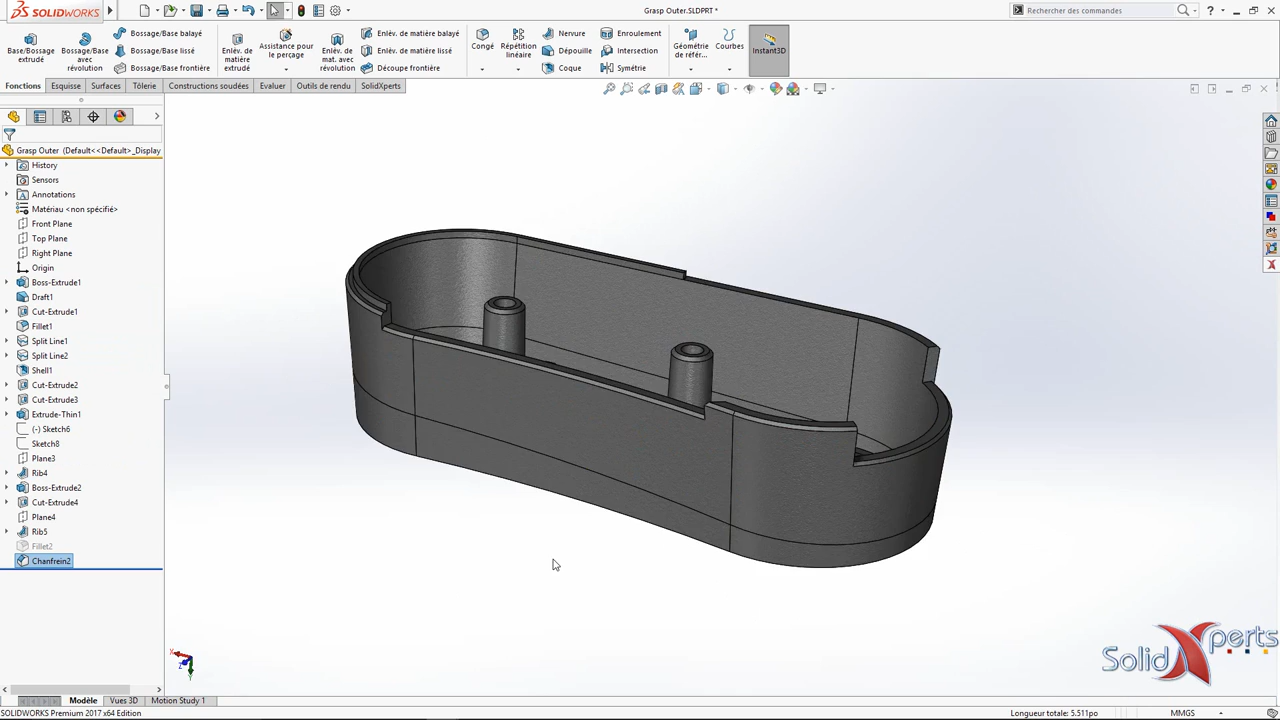 SOLIDWORKS
Grasp Outer.SLDPRT *
Rechercher des commandes
Base/Bossage
extrudé
Bossage/Base
avec
révolution
Bossage/Base balayé
Bossage/Base lissé
Bossage/Base frontière
Enlèv. de
matière
extrudé
Assistance pour
le perçage
Enlèv. de
mat. avec
révolution
Enlèv. de matière balayé
Enlèv. de matière lissé
Découpe frontière
Congé
Répétition
linéaire
Nervure
Dépouille
Coque
Enroulement
Intersection
Symétrie
Géométrie
de référ...
Courbes
Instant3D
Fonctions
Esquisse
Surfaces
Tôlerie
Constructions soudées
Evaluer
Outils de rendu
SolidXperts
Grasp Outer (Default<<Default>_Display
History
Sensors
Annotations
Matériau <non spécifié>
Front Plane
Top Plane
Right Plane
Origin
Boss-Extrude1
Draft1
Cut-Extrude1
Fillet1
Split Line1
Split Line2
Shell1
Cut-Extrude2
Cut-Extrude3
Extrude-Thin1
(-) Sketch6
Sketch8
Plane3
Rib4
Boss-Extrude2
Cut-Extrude4
Plane4
Rib5
Fillet2
Chanfrein2
X
Z
Y
SolidXperts
Modèle
Vues 3D
Motion Study 1
SOLIDWORKS Premium 2017 x64 Edition
Longueur totale: 5.511po
MMGS